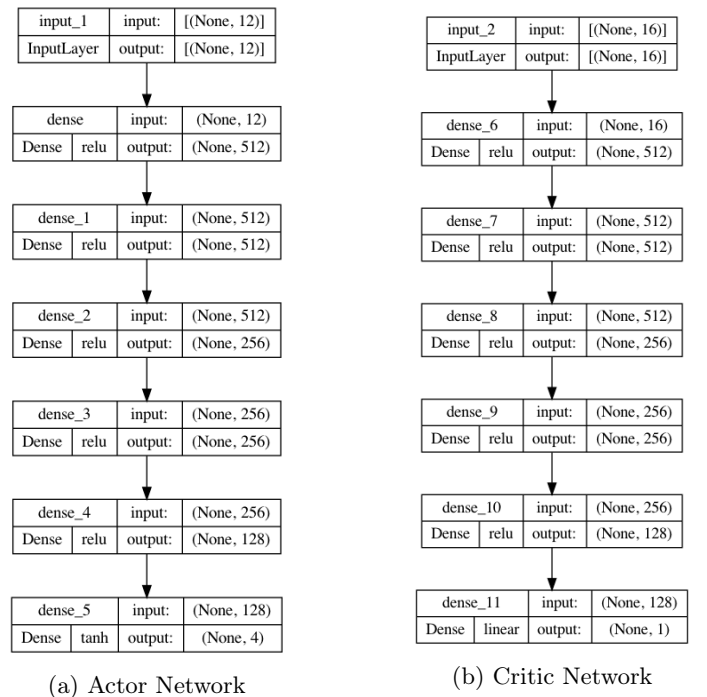 input_1 input: [(None, 12)]
InputLayer output: [(None, 12)]
dense input: (None, 12)
Dense relu output: (None, 512)
dense_1 input: (None, 512)
Dense relu output: (None, 512)
dense_2 input: (None, 512)
Dense relu output: (None, 256)
dense_3 input: (None, 256)
Dense relu output: (None, 256)
dense_4 input: (None, 256)
Dense relu output: (None, 128)
dense_5 input: (None, 128)
Dense tanh output: (None, 4)
(a) Actor Network
input_2 input: [(None, 16)]
InputLayer output: [(None, 16)]
dense_6 input: (None, 16)
Dense relu output: (None, 512)
dense_7 input: (None, 512)
Dense relu output: (None, 512)
dense_8 input: (None, 512)
Dense relu output: (None, 256)
dense_9 input: (None, 256)
Dense relu output: (None, 256)
dense_10 input: (None, 256)
Dense relu output: (None, 128)
dense_11 input: (None, 128)
Dense linear output: (None, 1)
(b) Critic Network